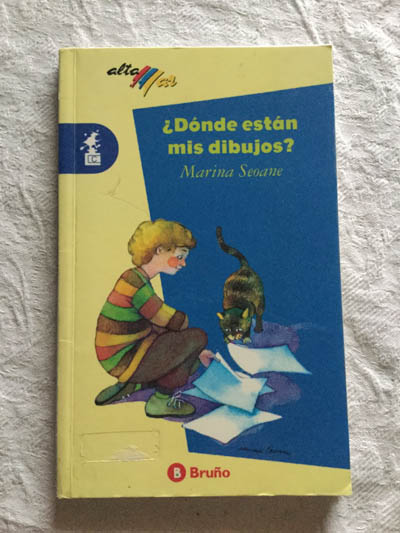 alta
mar
¿Dónde están
mis dibujos?
Marina Seoane
B Bruño